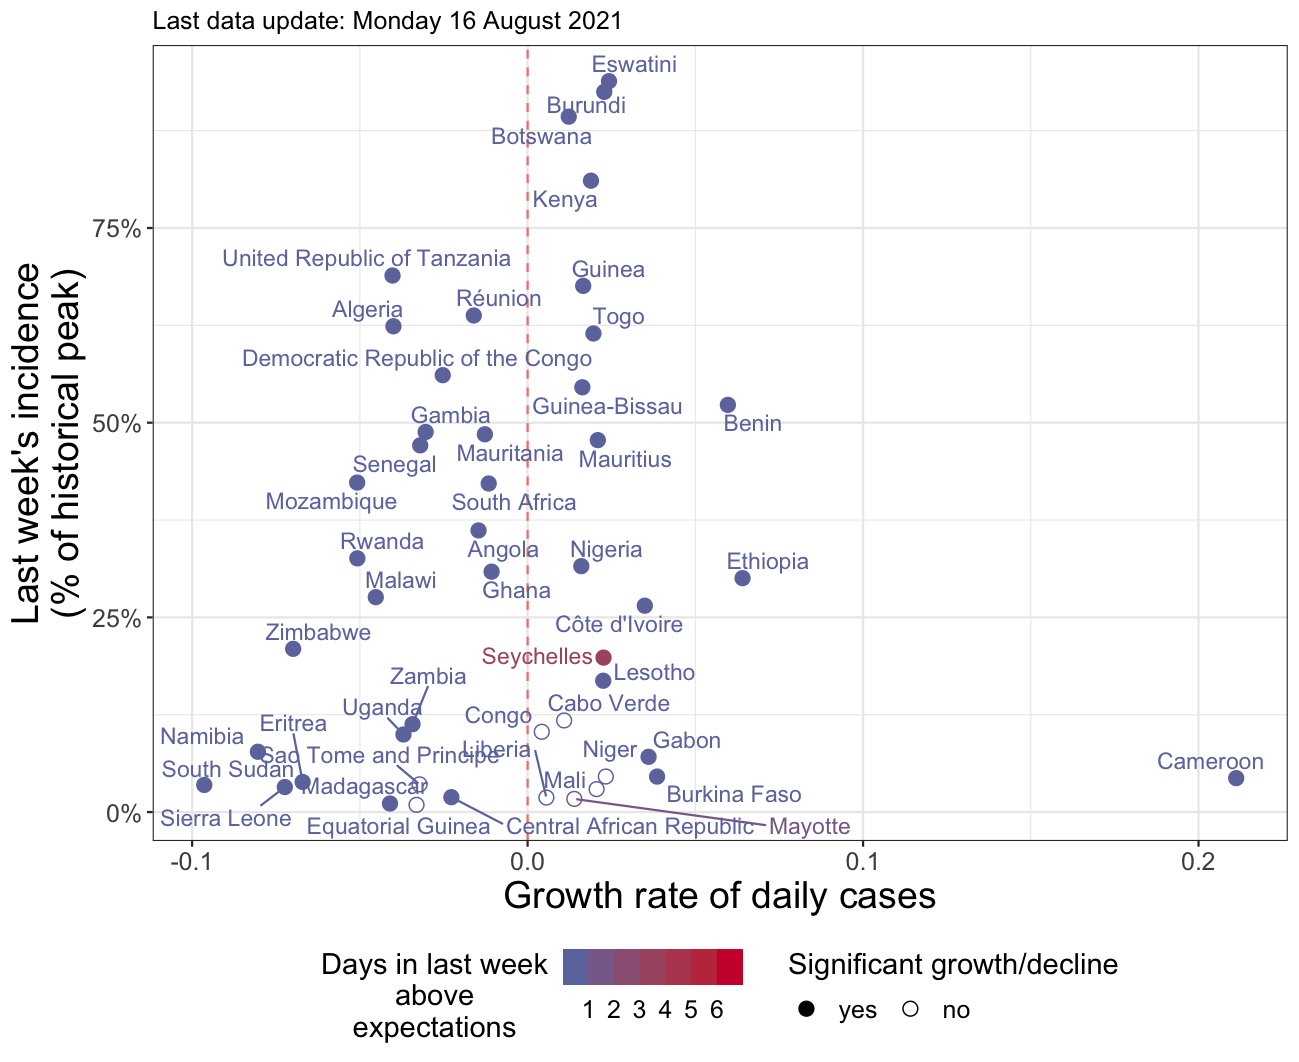 Last data update: Monday 16 August 2021
Eswatini
Burundi
Botswana
Kenya
75%
United Republic of Tanzania
Guinea
Réunion
Algeria
Togo
Democratic Republic of the Congo
Guinea-Bissau
Gambia
50%
Benin
Mauritania
Mauritius
Senegal
Mozambique
South Africa
Rwanda
Angola
Nigeria
Ethiopia
Malawi
Ghana
25%
Côte d'Ivoire
Zimbabwe
Seychelles
Lesotho
Zambia
Cabo Verde
Uganda
Congo
Eritrea
Namibia
Gabon
Niger
Liberia
Sao Tome and Principe
Cameroon
South Sudan
Mali
Madagascar
Burkina Faso
0%
Sierra Leone
Equatorial Guinea
Central African Republic
Mayotte
Last week's incidence
(% of historical peak)
-0.1 0.0 0.1 0.2
Growth rate of daily cases
Days in last week
above
expectations
1 2 3 4 5 6
Significant growth/decline
yes no